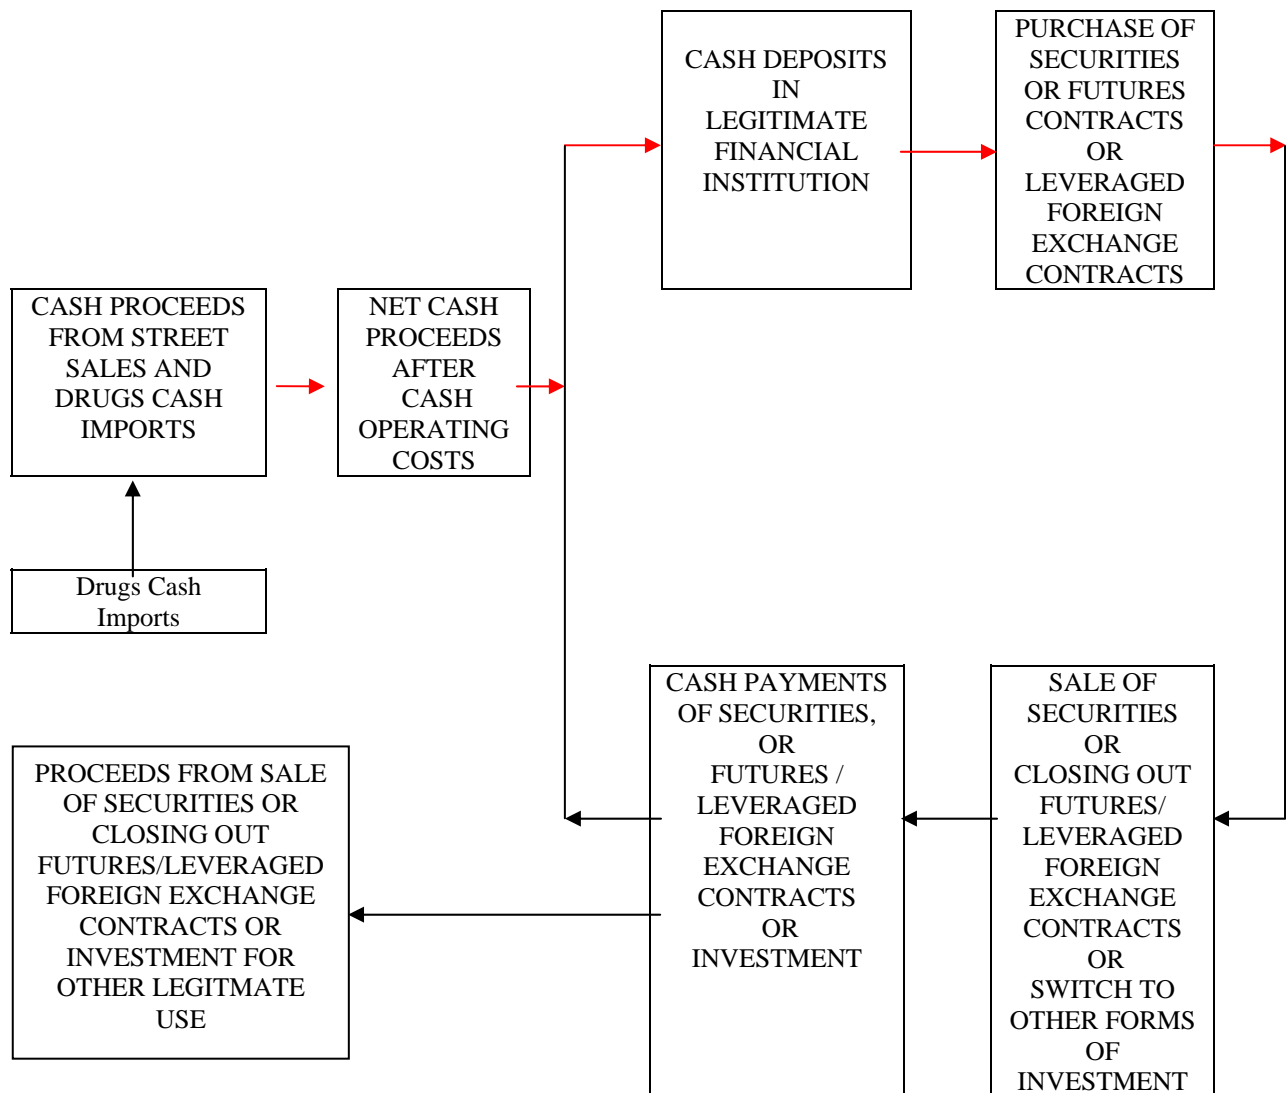 CASH DEPOSITS
IN
LEGITIMATE
FINANCIAL
INSTITUTION
PURCHASE OF
SECURITIES
OR FUTURES
CONTRACTS
OR
LEVERAGED
FOREIGN
EXCHANGE
CONTRACTS
CASH PROCEEDS
FROM STREET
SALES AND
DRUGS CASH
IMPORTS
NET CASH
PROCEEDS
AFTER
CASH
OPERATING
COSTS
Drugs Cash
Imports
CASH PAYMENTS
OF SECURITIES,
OR
FUTURES /
LEVERAGED
FOREIGN
EXCHANGE
CONTRACTS
OR
INVESTMENT
SALE OF
SECURITIES
OR
CLOSING OUT
FUTURES/
LEVERAGED
FOREIGN
EXCHANGE
CONTRACTS
OR
SWITCH TO
OTHER FORMS
OF
INVESTMENT
PROCEEDS FROM SALE
OF SECURITIES OR
CLOSING OUT
FUTURES/LEVERAGED
FOREIGN EXCHANGE
CONTRACTS OR
INVESTMENT FOR
OTHER LEGITMATE
USE